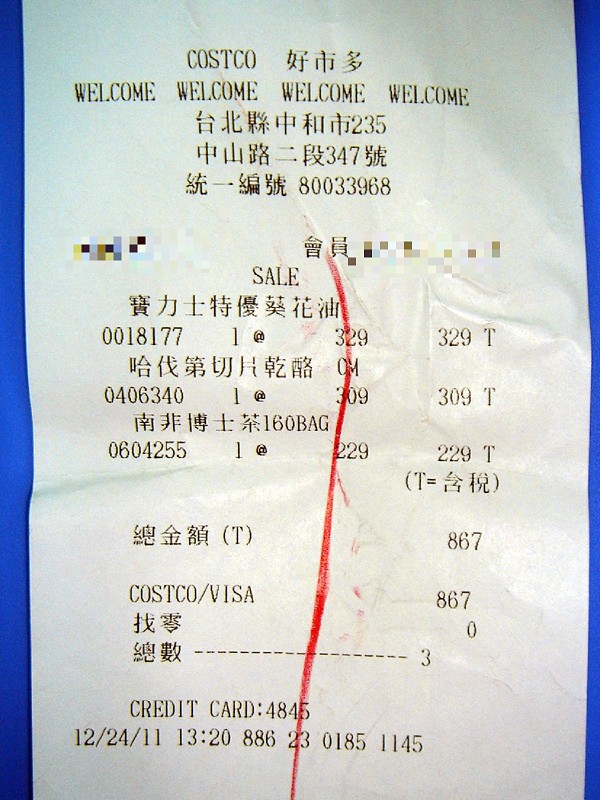 COSTCO 好市多
WELCOME WELCOME WELCOME WELCOME
台北縣中和市235
中山路二段347號
統一編號 80033968
會員
SALE
寶力士特優葵花油
0018177 1 @ 329 329 T
哈伐第切片乾酪 CM
0406340 1 @ 309 309 T
南非博士茶160BAG
0604255 1 @ 229 229 T
(T=含稅)
總金額 (T) 867
COSTCO/VISA 867
找零 0
總數 ------------------- 3
CREDIT CARD:4845
12/24/11 13:20 886 23 0185 1145